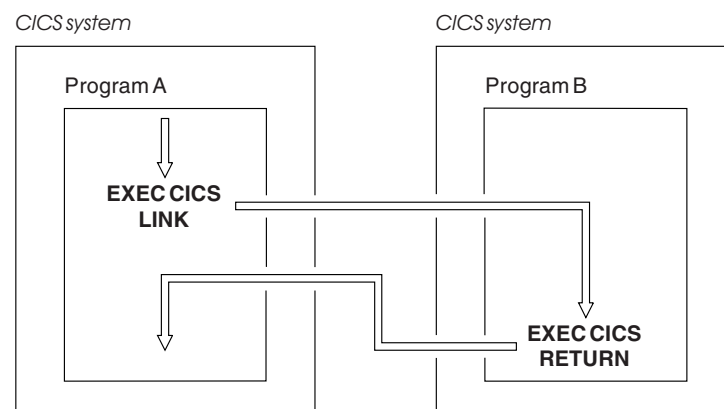 CICS system
CICS system
Program A
Program B
EXEC CICS
LINK
EXEC CICS
RETURN